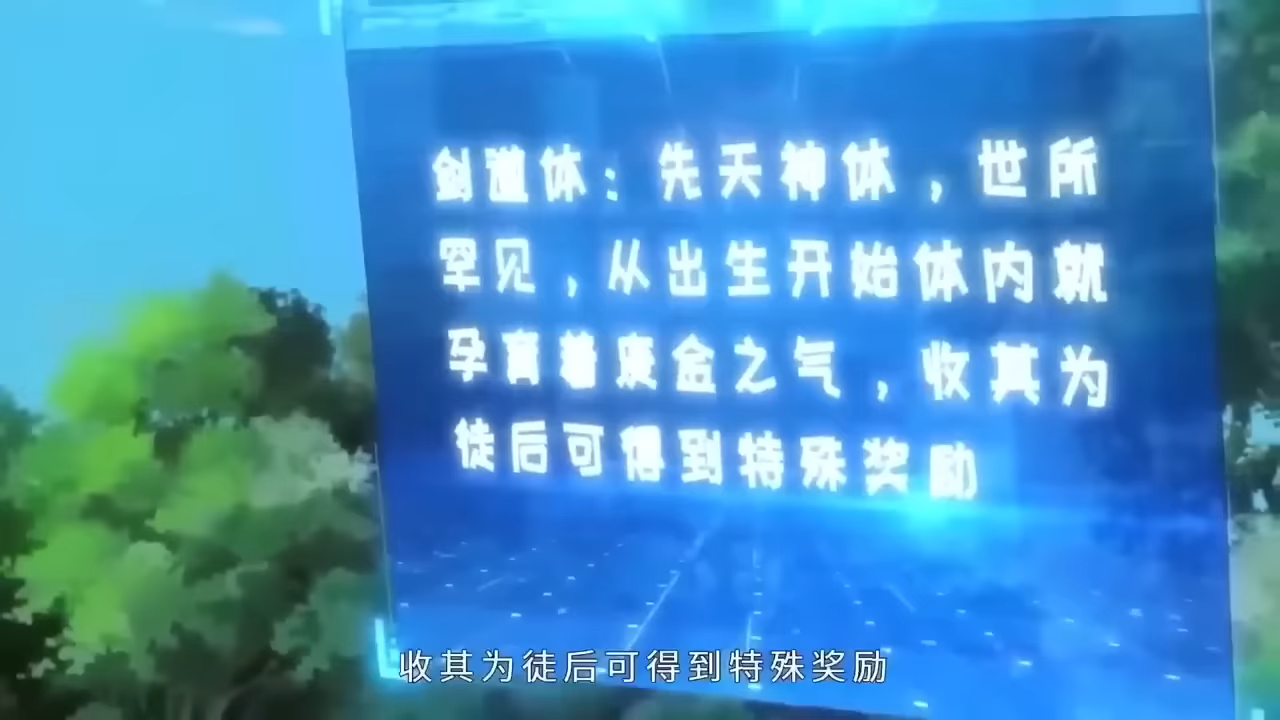 剑道体：先天神体，世所
罕见，从出生开始体内就
孕育着庚金之气，收其为
徒后可得到特殊奖励
收其为徒后可得到特殊奖励